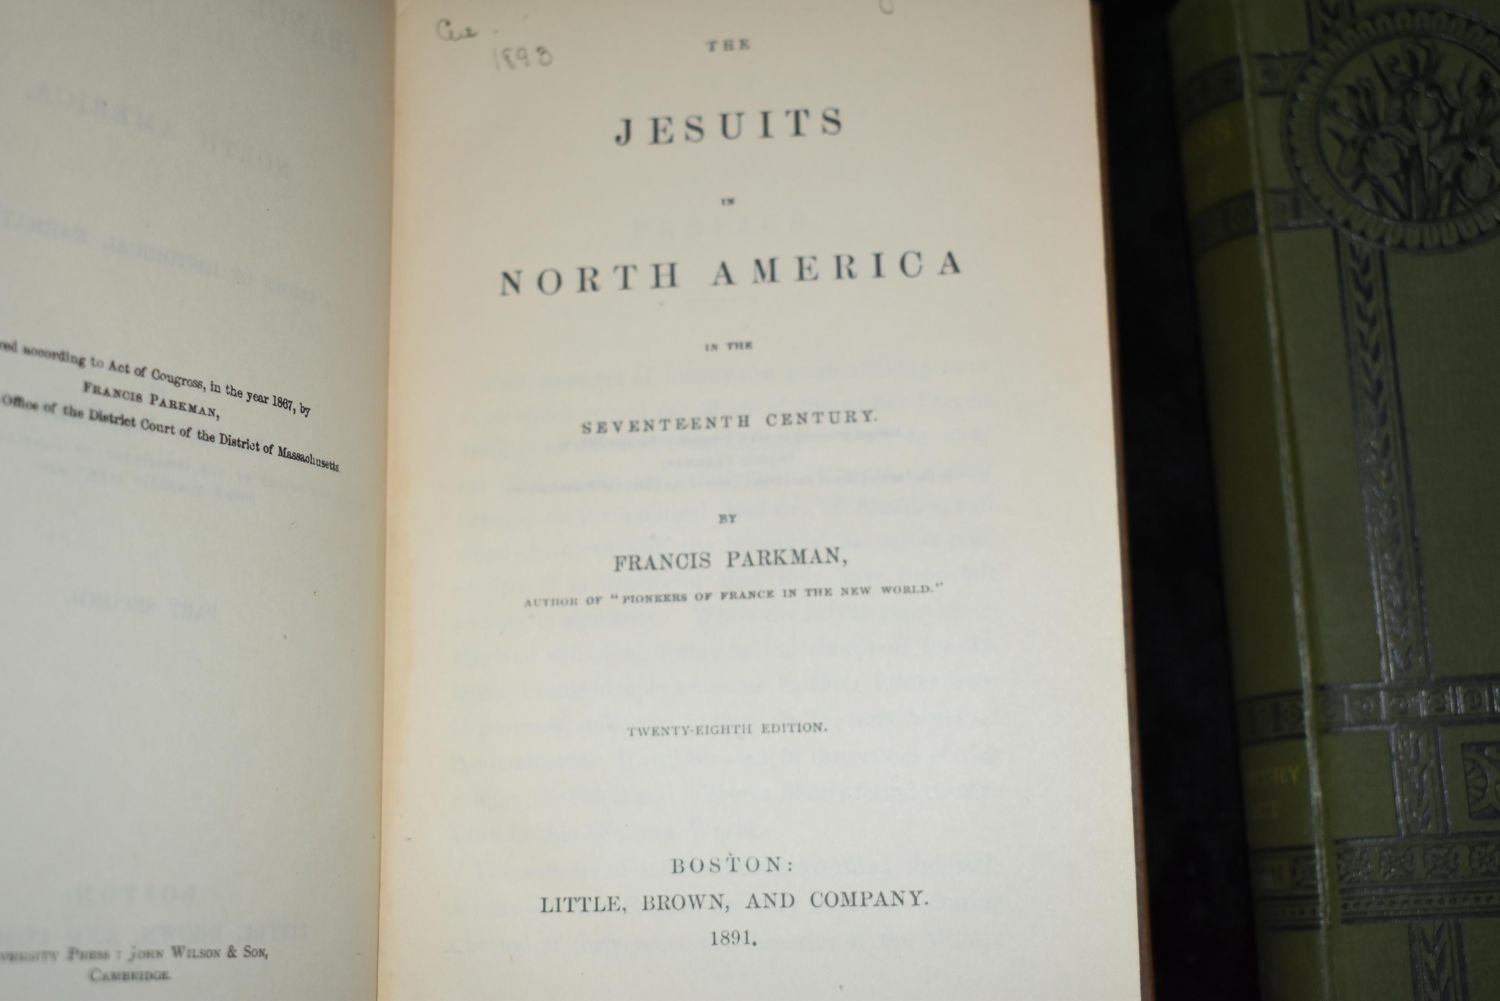 according to Act of Congress, in the year 1867, by
FRANCIS PARKMAN,
Office of the District Court of the District of Massachusetts
PRESS: JOHN WILSON & SON,
CAMBRIDGE.
1893
THE
JESUITS
IN
NORTH AMERICA
IN THE
SEVENTEENTH CENTURY.
BY
FRANCIS PARKMAN,
AUTHOR OF "PIONEERS OF FRANCE IN THE NEW WORLD."
TWENTY-EIGHTH EDITION.
BOSTON:
LITTLE, BROWN, AND COMPANY.
1891.